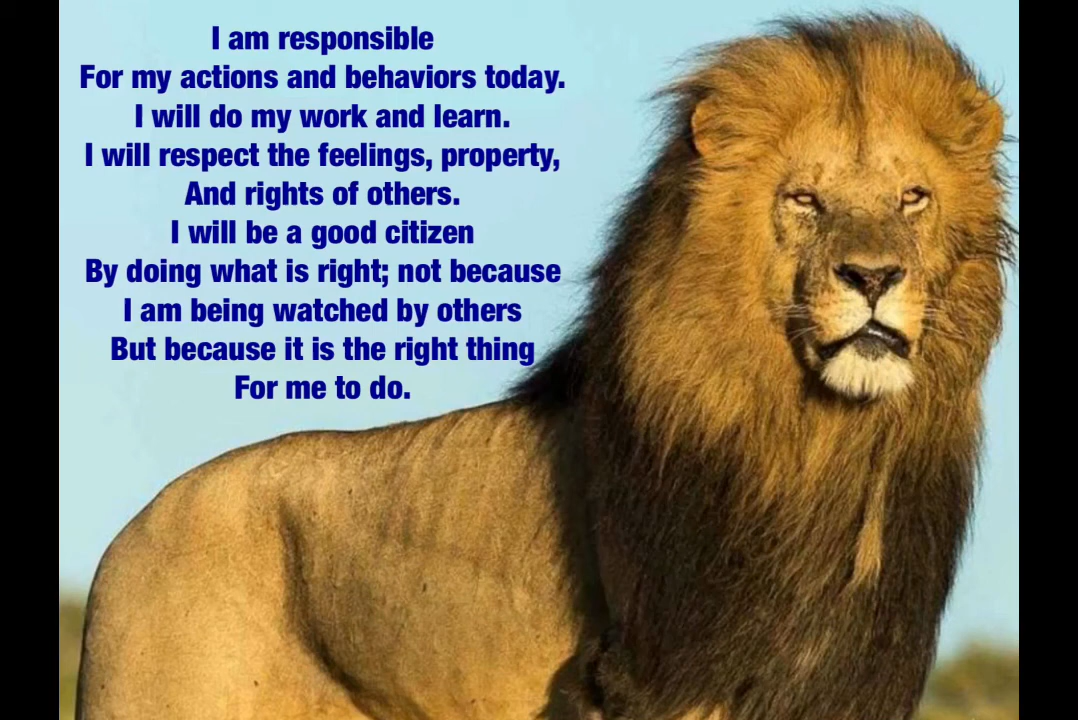 I am responsible
For my actions and behaviors today.
I will do my work and learn.
I will respect the feelings, property,
And rights of others.
I will be a good citizen
By doing what is right; not because
I am being watched by others
But because it is the right thing
For me to do.